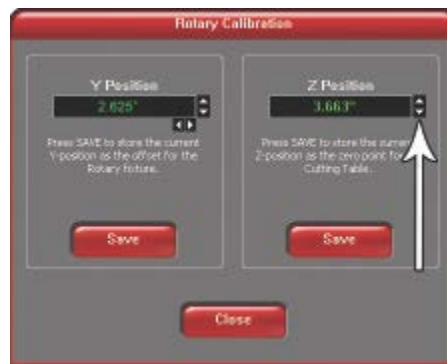 Rotary Calibration
Y Position
2.625"
Press SAVE to store the current
Y-position as the offset for the
Rotary fixture.
Save
Z Position
3.663"
Press SAVE to store the current
Z-position as the zero point for
Cutting Table.
Save
Close